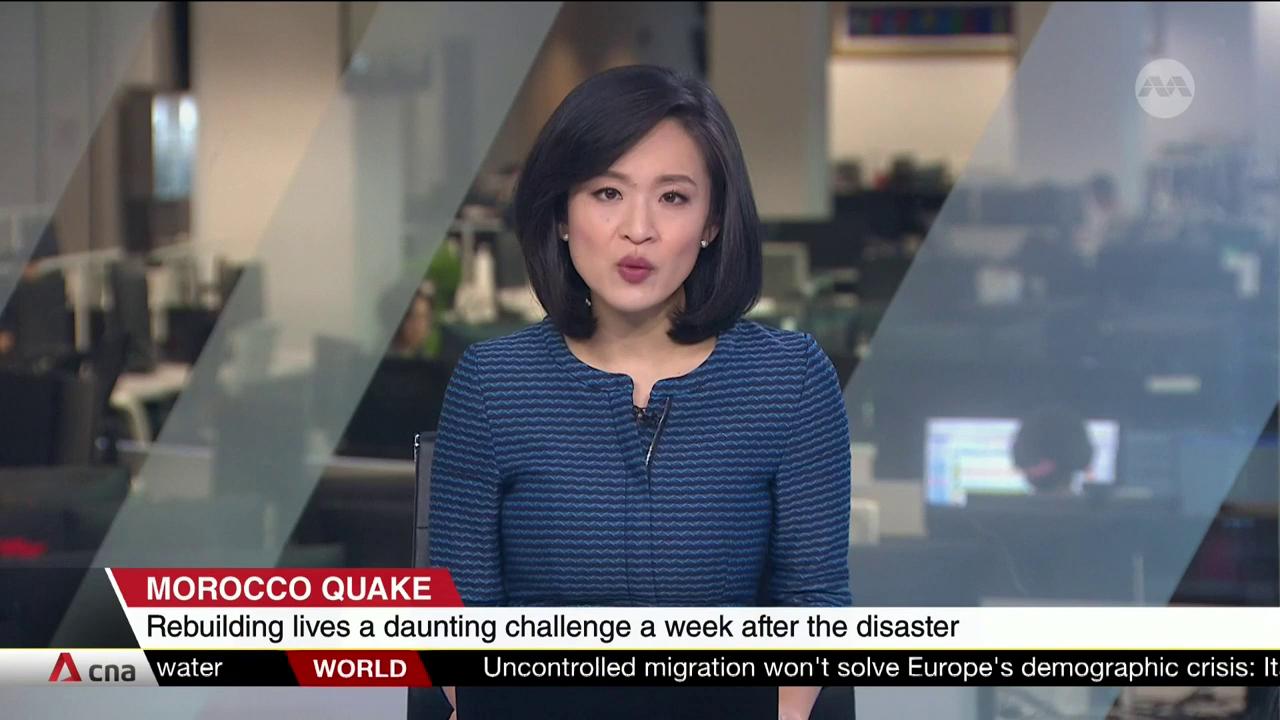 MOROCCO QUAKE
Rebuilding lives a daunting challenge a week after the disaster
cna water WORLD Uncontrolled migration won't solve Europe's demographic crisis: It